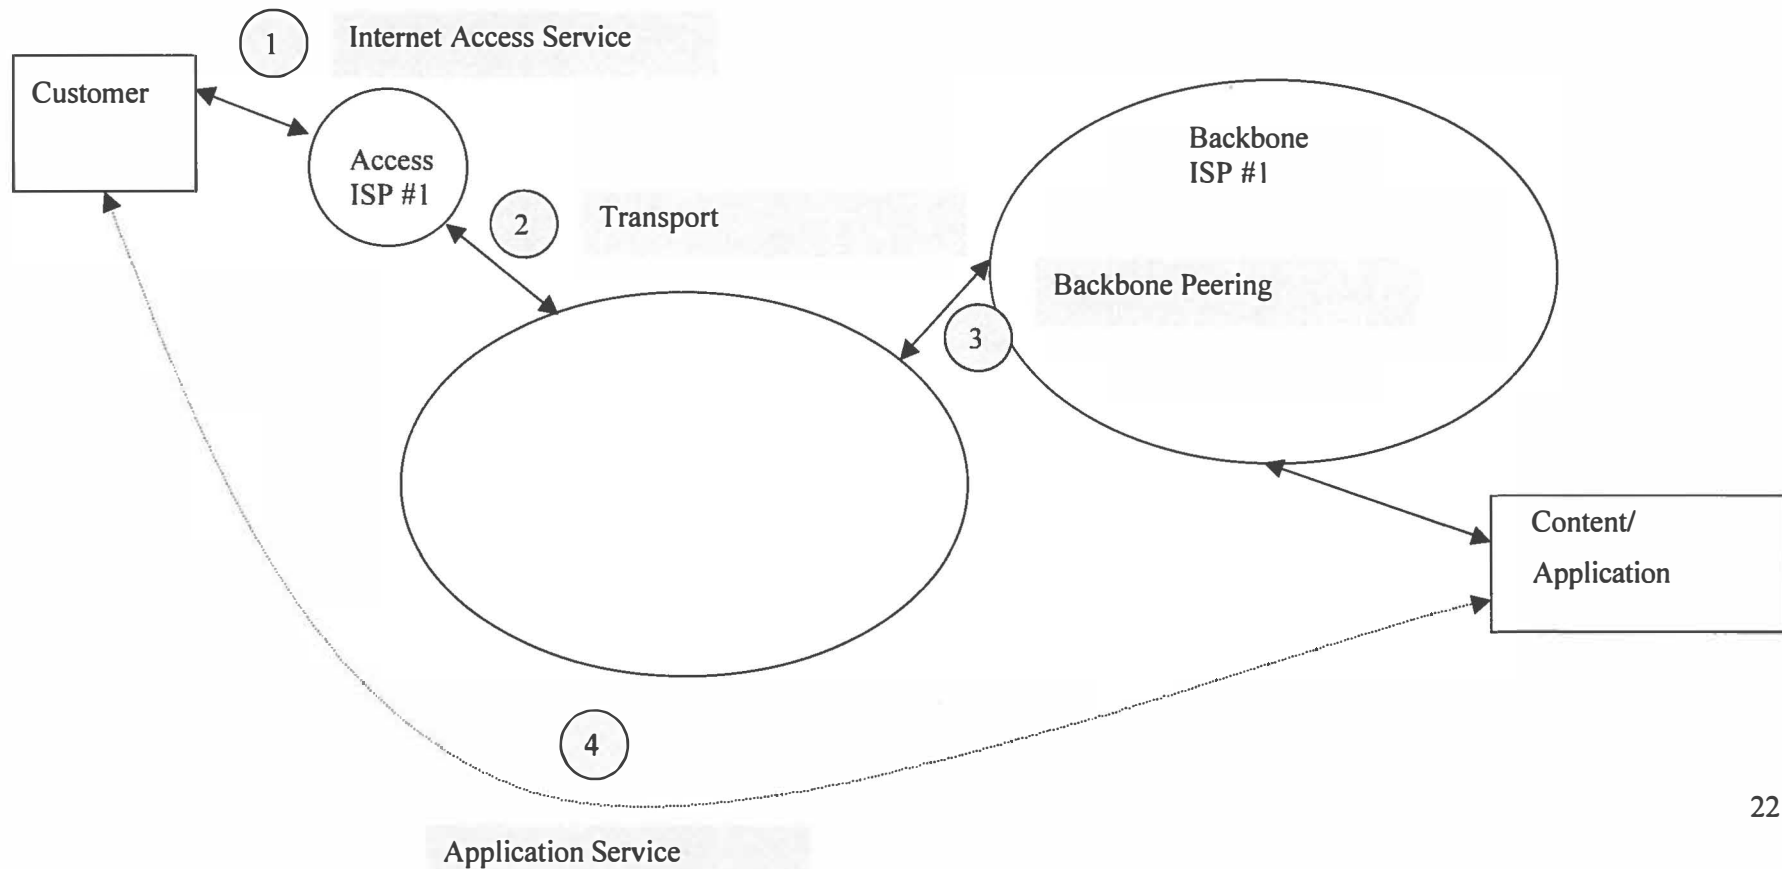 1
Internet Access Service
Customer
Access
ISP #1
2
Transport
Backbone
ISP #1
Backbone Peering
3
Content/
Application
4
22
Application Service